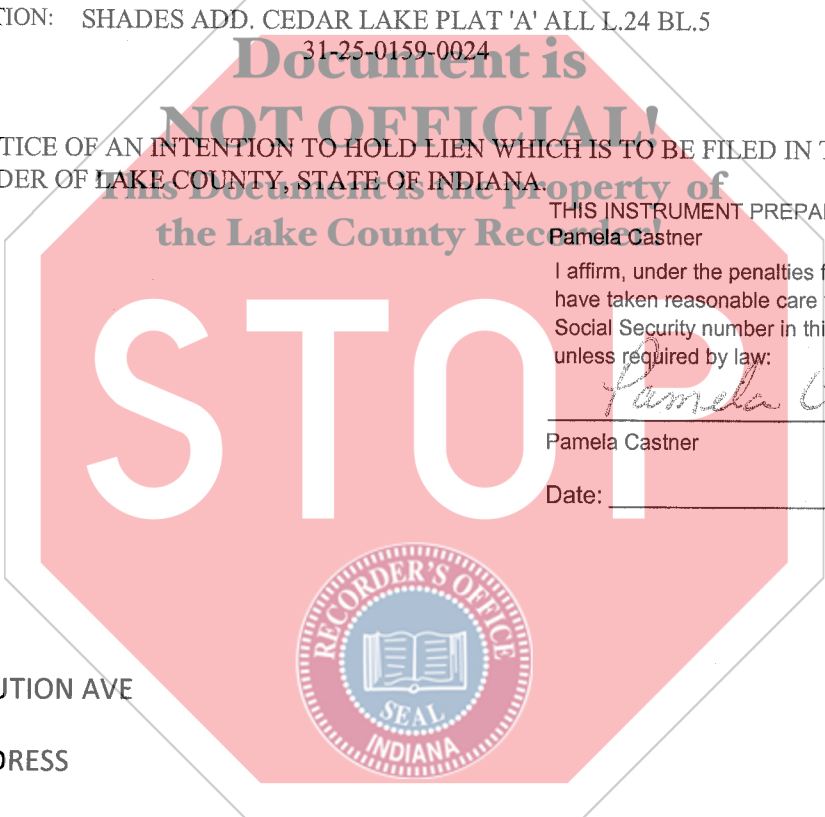 TION: SHADES ADD. CEDAR LAKE PLAT 'A' ALL L.24 BL.5
31-25-0159-0024
Document is
NOT OFFICIAL!
TICE OF AN INTENTION TO HOLD LIEN WHICH IS TO BE FILED IN T
DER OF LAKE COUNTY, STATE OF INDIANA.
This Document is the property of
the Lake County Recorder!
THIS INSTRUMENT PREPA
Pamela Castner
I affirm, under the penalties f
have taken reasonable care
Social Security number in thi
unless required by law:
Pamela C
Pamela Castner
Date:
STOP
RECORDER'S OFFICE
SEAL
INDIANA
UTION AVE
DRESS